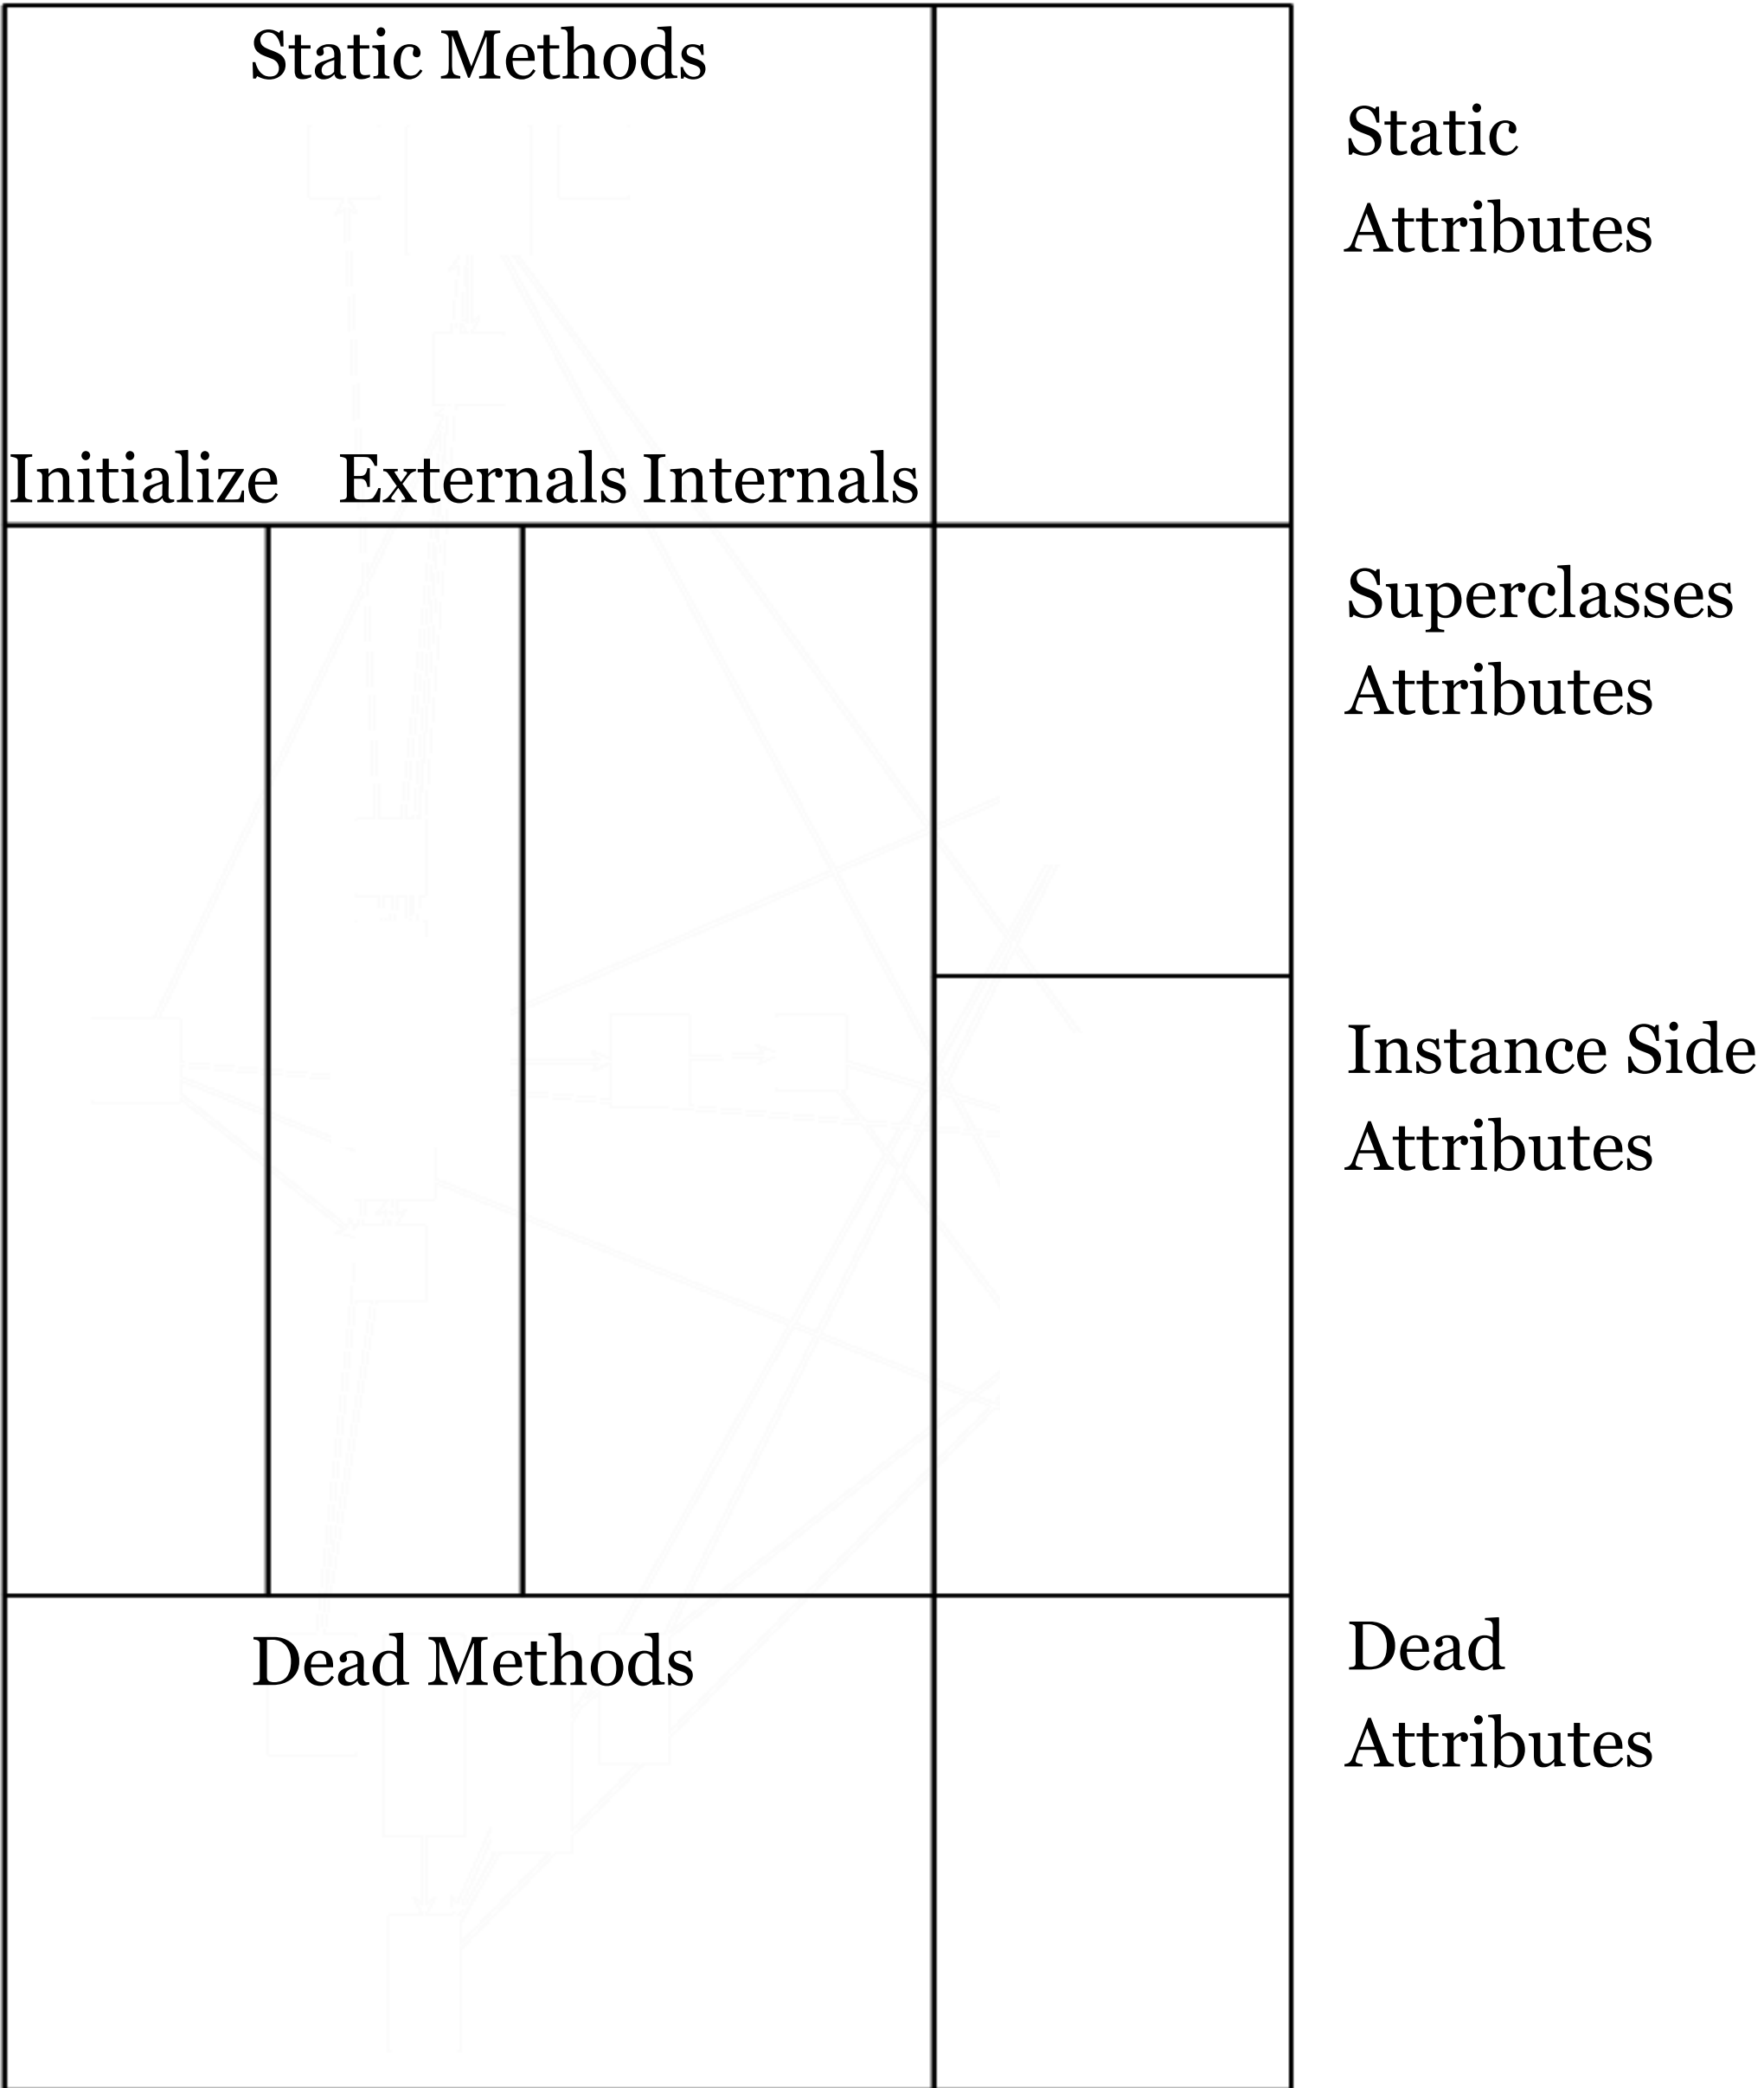 Static Methods
Static
Attributes
Initialize Externals Internals
Superclasses
Attributes
Instance Side
Attributes
Dead Methods
Dead
Attributes